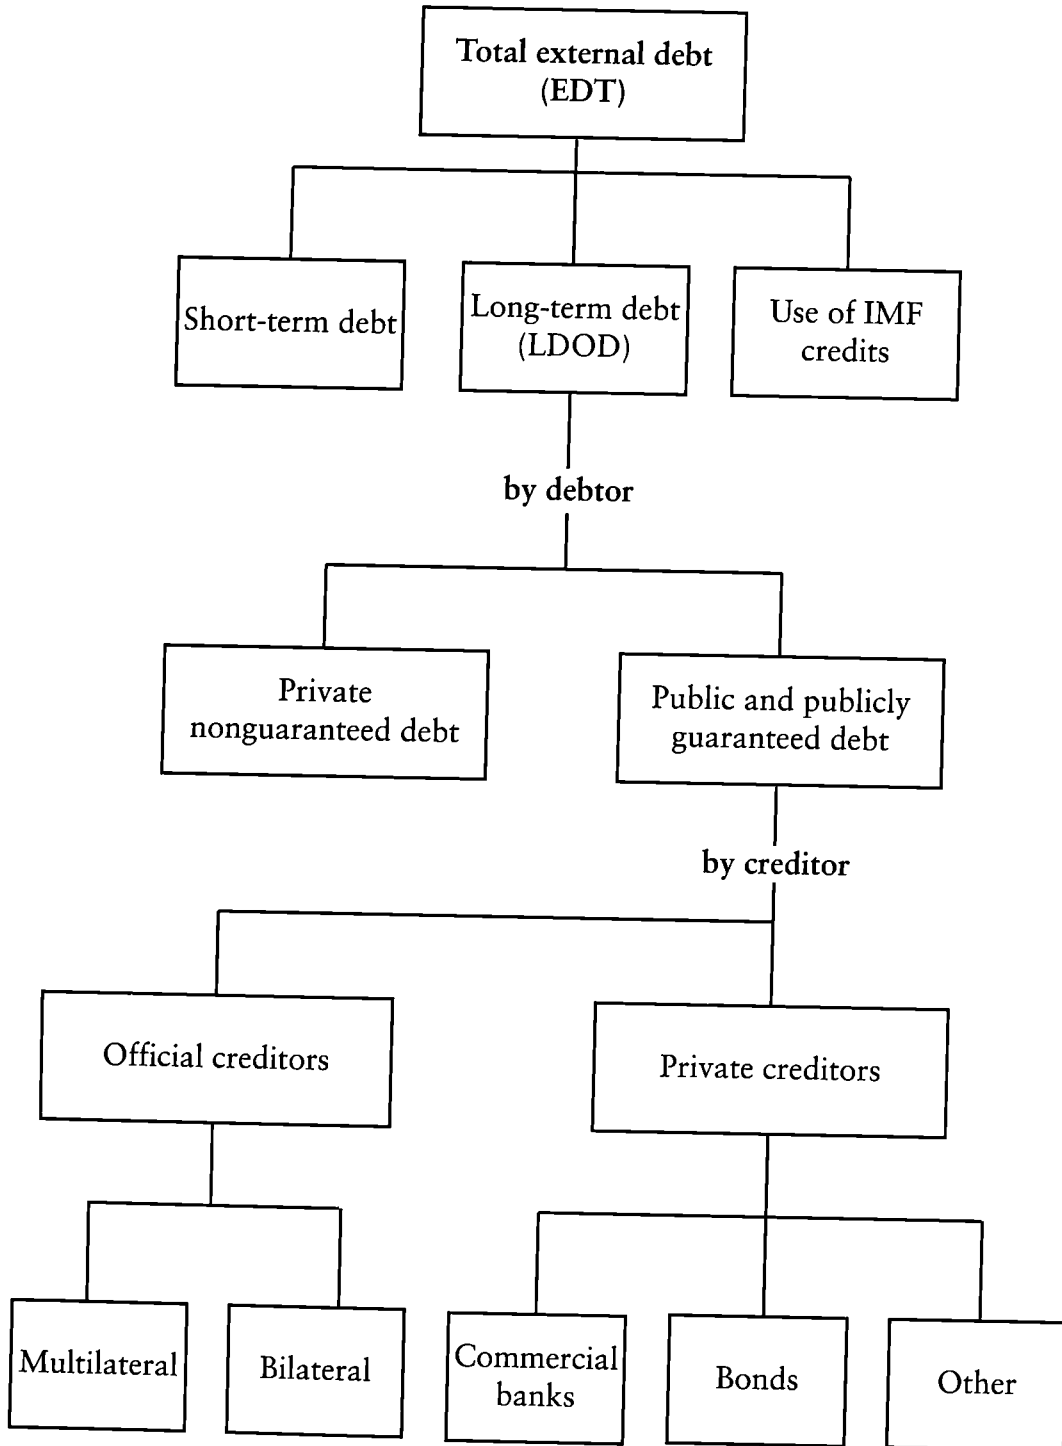 Total external debt
(EDT)
Short-term debt
Long-term debt
(LDOD)
Use of IMF
credits
by debtor
Private
nonguaranteed debt
Public and publicly
guaranteed debt
by creditor
Official creditors
Private creditors
Multilateral
Bilateral
Commercial
banks
Bonds
Other